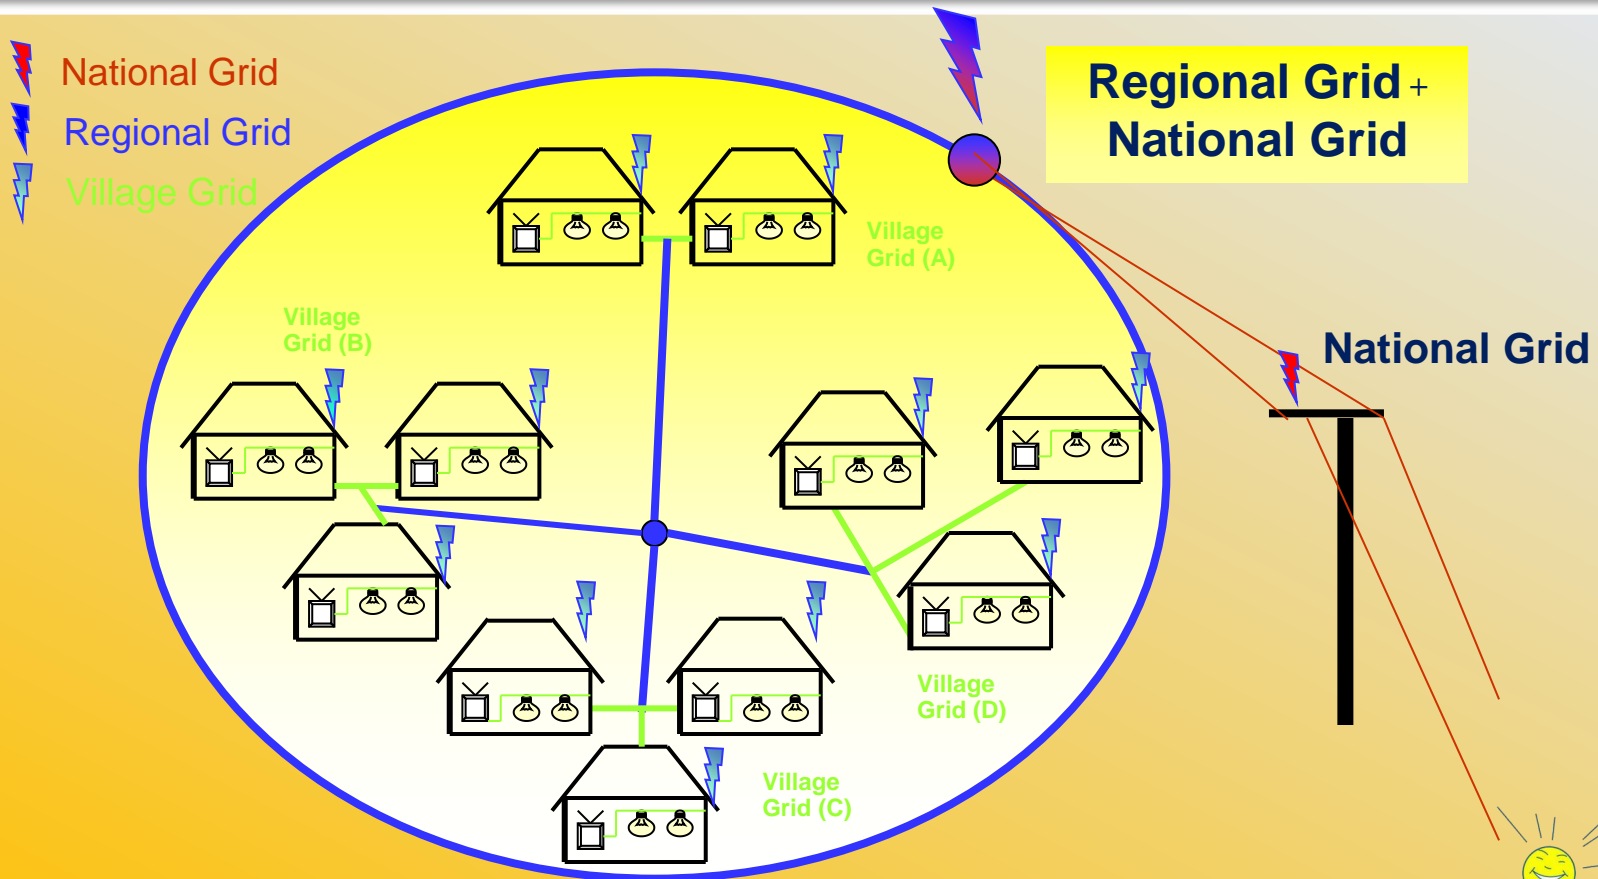 National Grid
Regional Grid
Village Grid
Regional Grid +
National Grid
Village
Grid (A)
Village
Grid (B)
National Grid
Village
Grid (D)
Village
Grid (C)